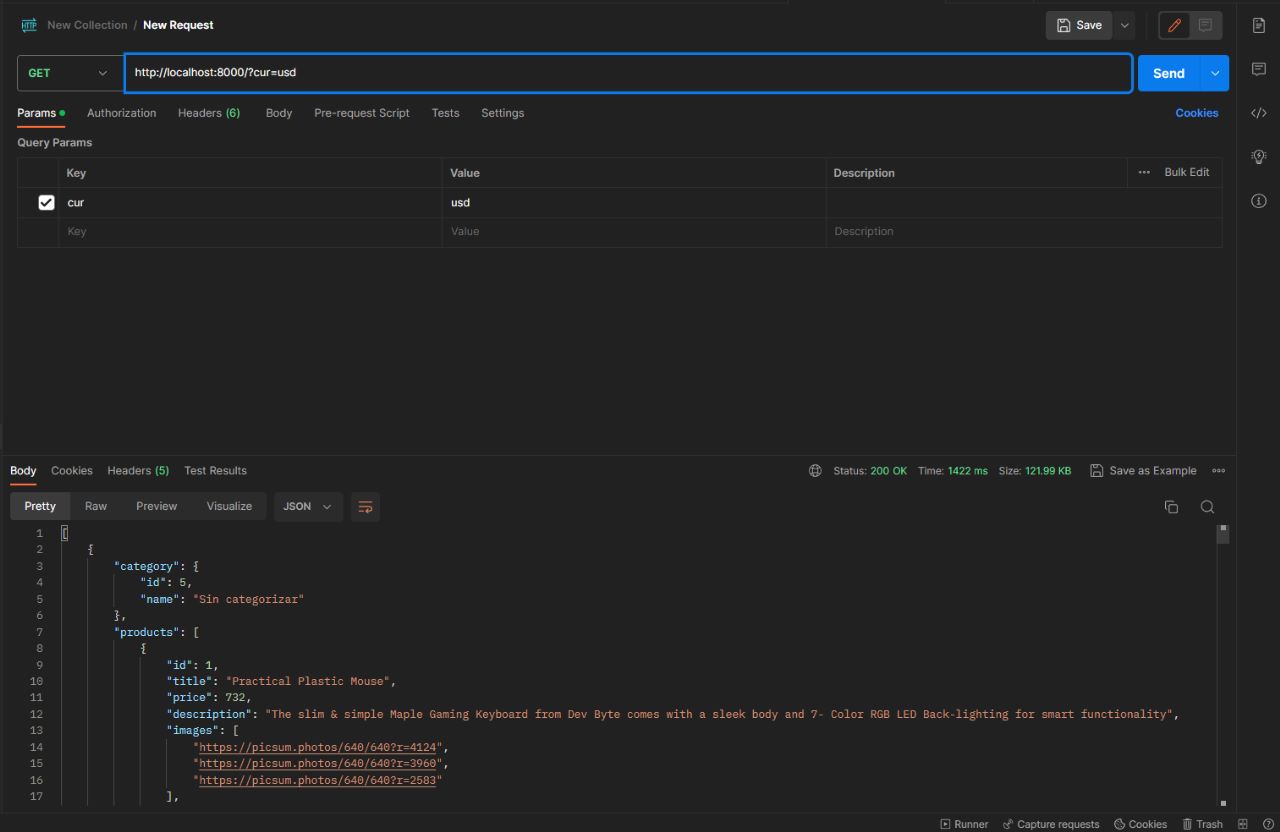 HTTP New Collection / New Request Save
GET http://localhost:8000/?cur=usd Send
Params Authorization Headers (6) Body Pre-request Script Tests Settings Cookies
Query Params
Key Value Description ••• Bulk Edit
cur usd
Key Value Description
Body Cookies Headers (5) Test Results Status: 200 OK Time: 1422 ms Size: 121.99 KB Save as Example
Pretty Raw Preview Visualize JSON
1 [
2 {
3 "category": {
4 "id": 5,
5 "name": "Sin categorizar"
6 },
7 "products": [
8 {
9 "id": 1,
10 "title": "Practical Plastic Mouse",
11 "price": 732,
12 "description": "The slim & simple Maple Gaming Keyboard from Dev Byte comes with a sleek body and 7- Color RGB LED Back-lighting for smart functionality",
13 "images": [
14 "https://picsum.photos/640/640?r=4124",
15 "https://picsum.photos/640/640?r=3960",
16 "https://picsum.photos/640/640?r=2583"
17 ],
Runner Capture requests Cookies Trash